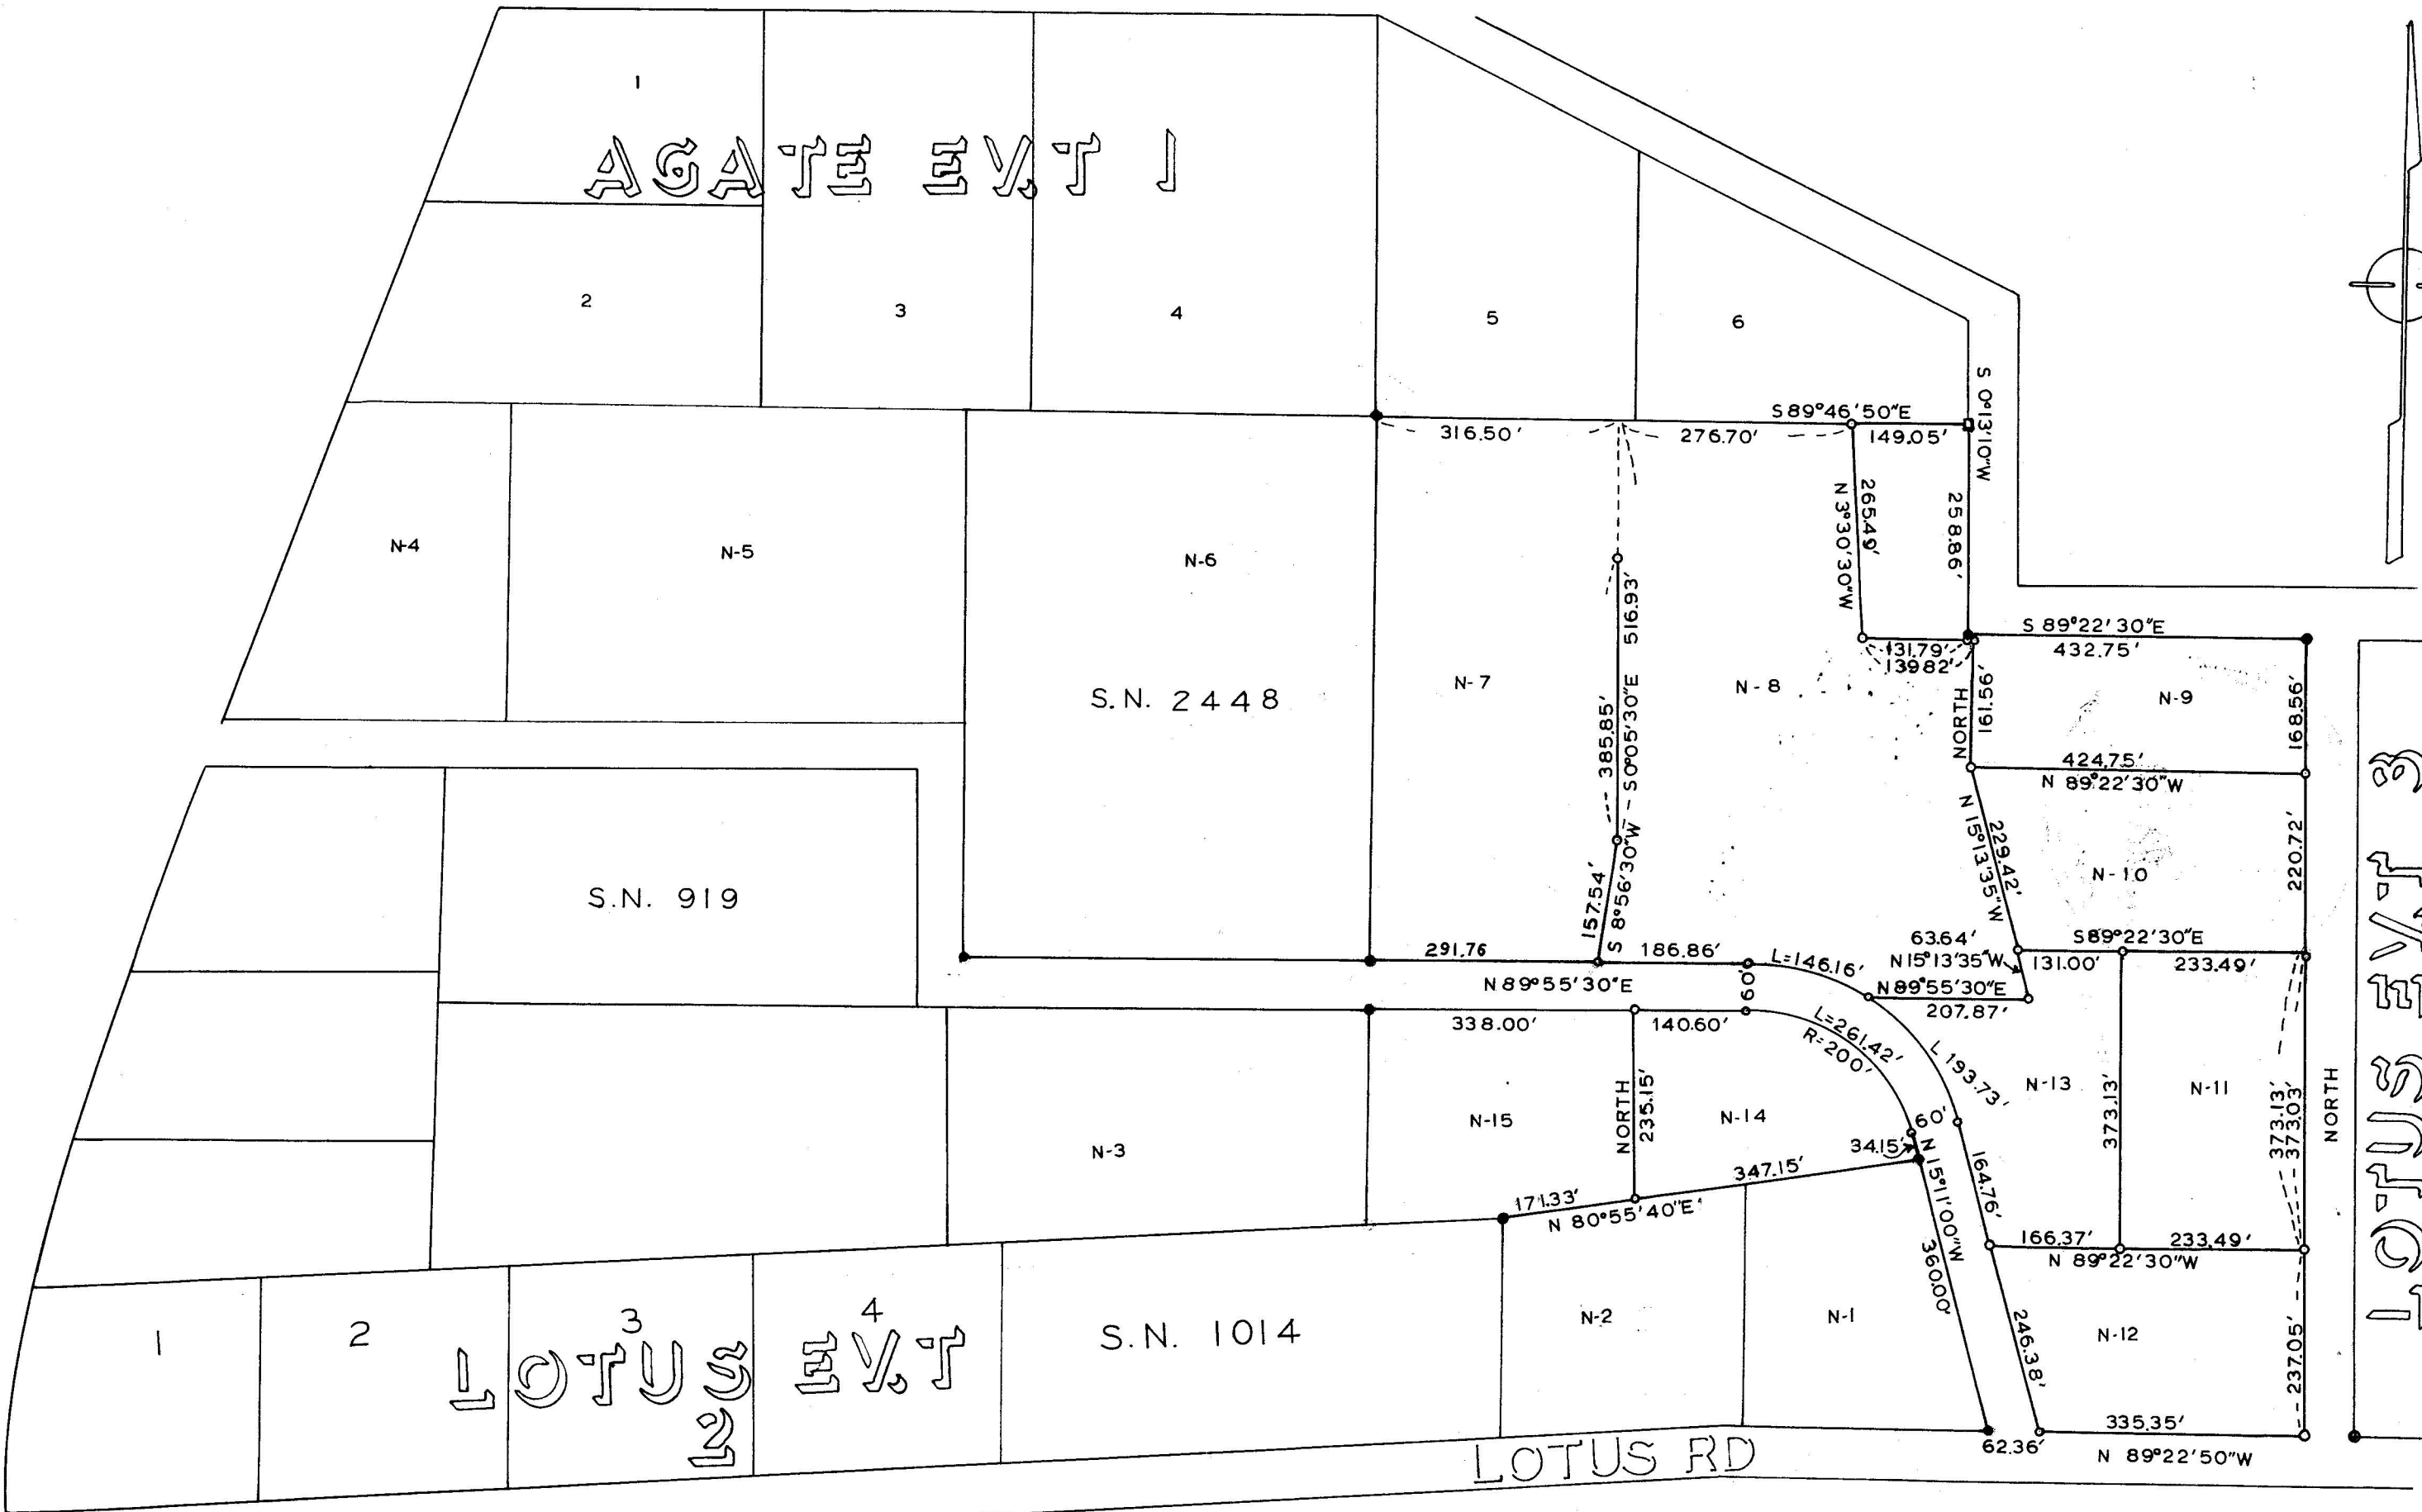 1
AGATE EX,T 1
2
3
4
5
6
S 0°13'10"W
S 89°46'50"E
316.50'
276.70'
149.05'
N-4
N-5
N-6
265.49'
N 3°30'30"W
258.86'
516.93'
S 0°05'30"E
385.85'
S 89°22'30"E
432.75'
131.79'
139.82'
S.N. 2448
N-7
N-8
NORTH
161.56'
N-9
168.56'
424.75'
N 89°22'30"W
229.42'
N 15°13'35"W
N-10
220.72'
S.N. 919
157.54'
S 8°56'30"W
63.64'
N 15°13'35"W
S 89°22'30"E
131.00'
233.49'
291.76
186.86'
L=146.16'
N 89°55'30"E
60'
N 89°55'30"E
207.87'
338.00'
140.60'
L=261.42'
R=200'
L 193.73'
N-13
373.13'
N-11
373.13'
373.03'
NORTH
LOTUS EXT 3
N-3
N-15
NORTH
235.15'
N-14
60'
34.15'
N 15°11'00"W
164.76'
171.33'
347.15'
N 80°55'40"E
166.37'
233.49'
N 89°22'30"W
360.00'
1
2
3
4
LOTUS EX,T
2
S.N. 1014
N-2
N-1
246.38'
N-12
237.05'
335.35'
62.36'
N 89°22'50"W
LOTUS RD